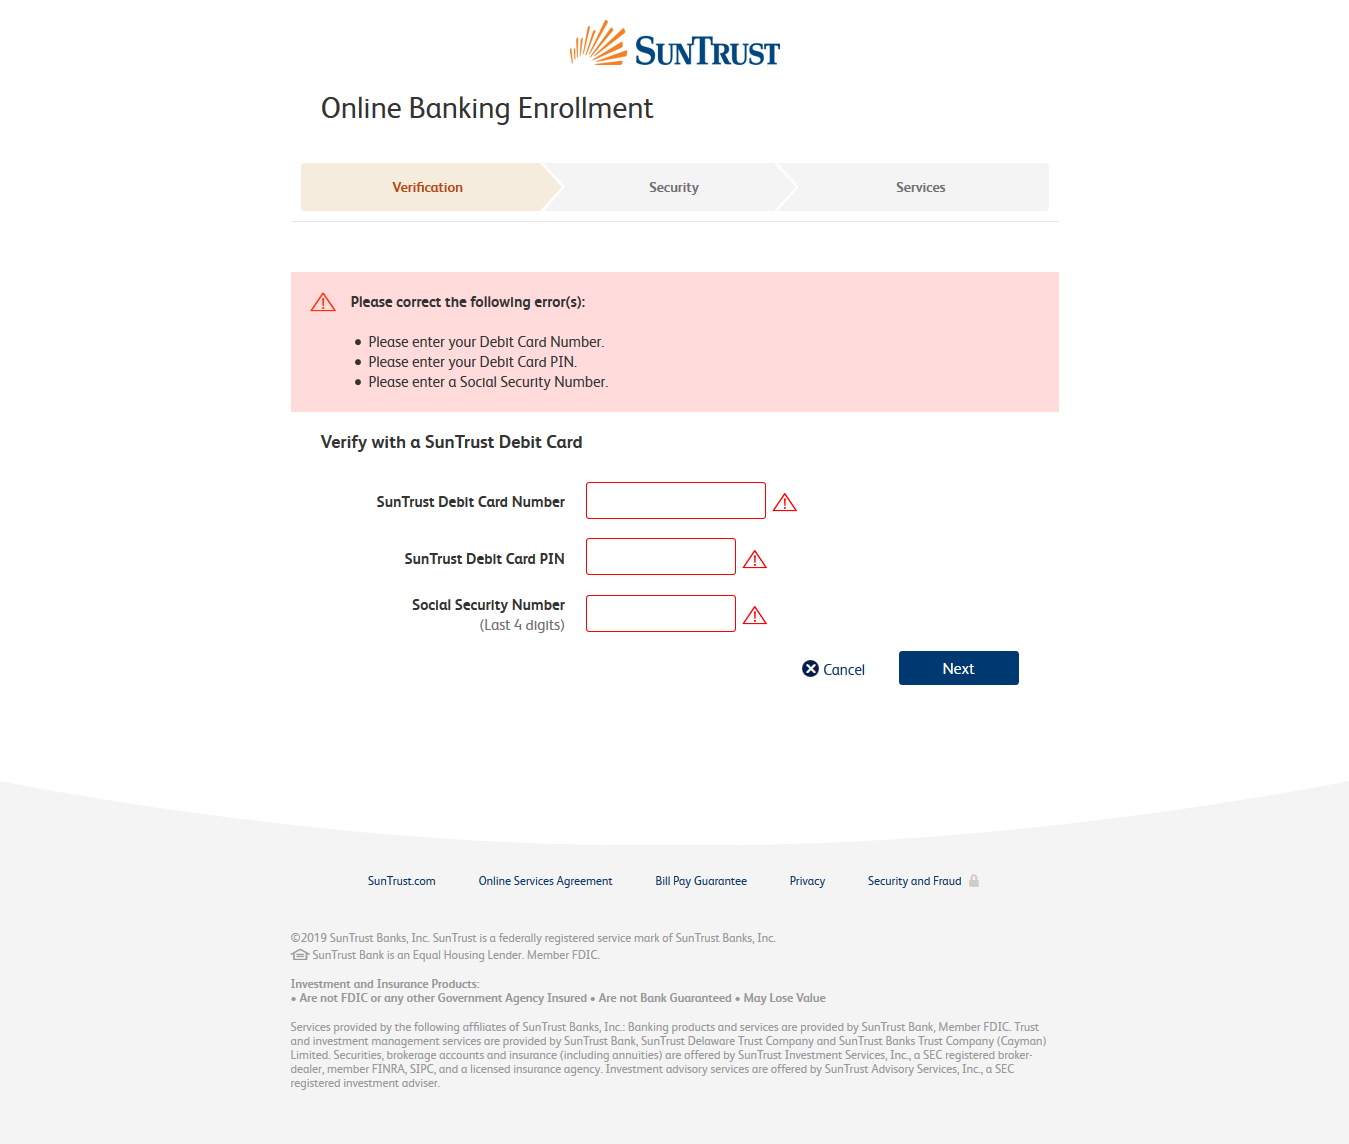 SUNTRUST
Online Banking Enrollment
Verification
Security
Services
Please correct the following error(s):
• Please enter your Debit Card Number.
• Please enter your Debit Card PIN.
• Please enter a Social Security Number.
Verify with a SunTrust Debit Card
SunTrust Debit Card Number
SunTrust Debit Card PIN
Social Security Number
(Last 4 digits)
Cancel
Next
SunTrust.com
Online Services Agreement
Bill Pay Guarantee
Privacy
Security and Fraud
©2019 SunTrust Banks, Inc. SunTrust is a federally registered service mark of SunTrust Banks, Inc.
SunTrust Bank is an Equal Housing Lender. Member FDIC.
Investment and Insurance Products:
• Are not FDIC or any other Government Agency Insured • Are not Bank Guaranteed • May Lose Value
Services provided by the following affiliates of SunTrust Banks, Inc.: Banking products and services are provided by SunTrust Bank, Member FDIC. Trust
and investment management services are provided by SunTrust Bank, SunTrust Delaware Trust Company and SunTrust Banks Trust Company (Cayman)
Limited. Securities, brokerage accounts and insurance (including annuities) are offered by SunTrust Investment Services, Inc., a SEC registered broker-
dealer, member FINRA, SIPC, and a licensed insurance agency. Investment advisory services are offered by SunTrust Advisory Services, Inc., a SEC
registered investment adviser.